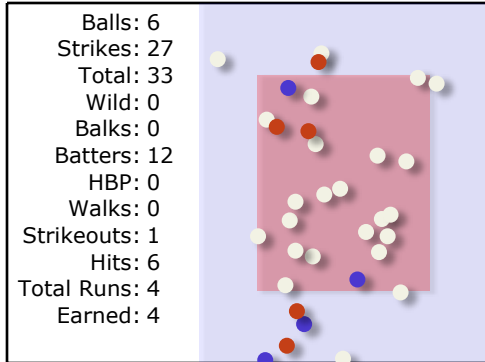 Balls: 6
Strikes: 27
Total: 33
Wild: 0
Balks: 0
Batters: 12
HBP: 0
Walks: 0
Strikeouts: 1
Hits: 6
Total Runs: 4
Earned: 4